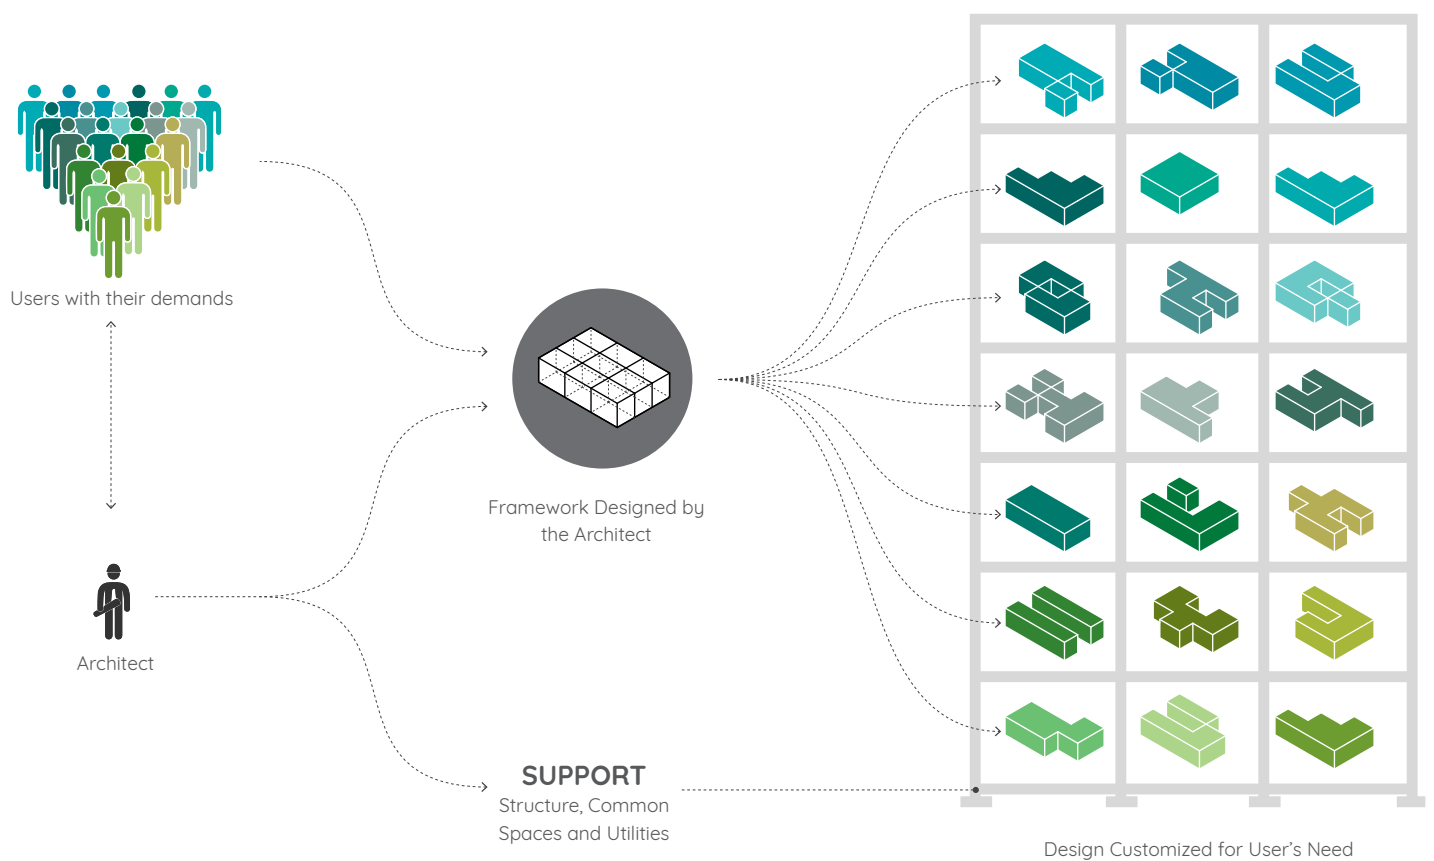 Users with their demands
Framework Designed by
the Architect
Architect
SUPPORT
Structure, Common
Spaces and Utilities
Design Customized for User’s Need